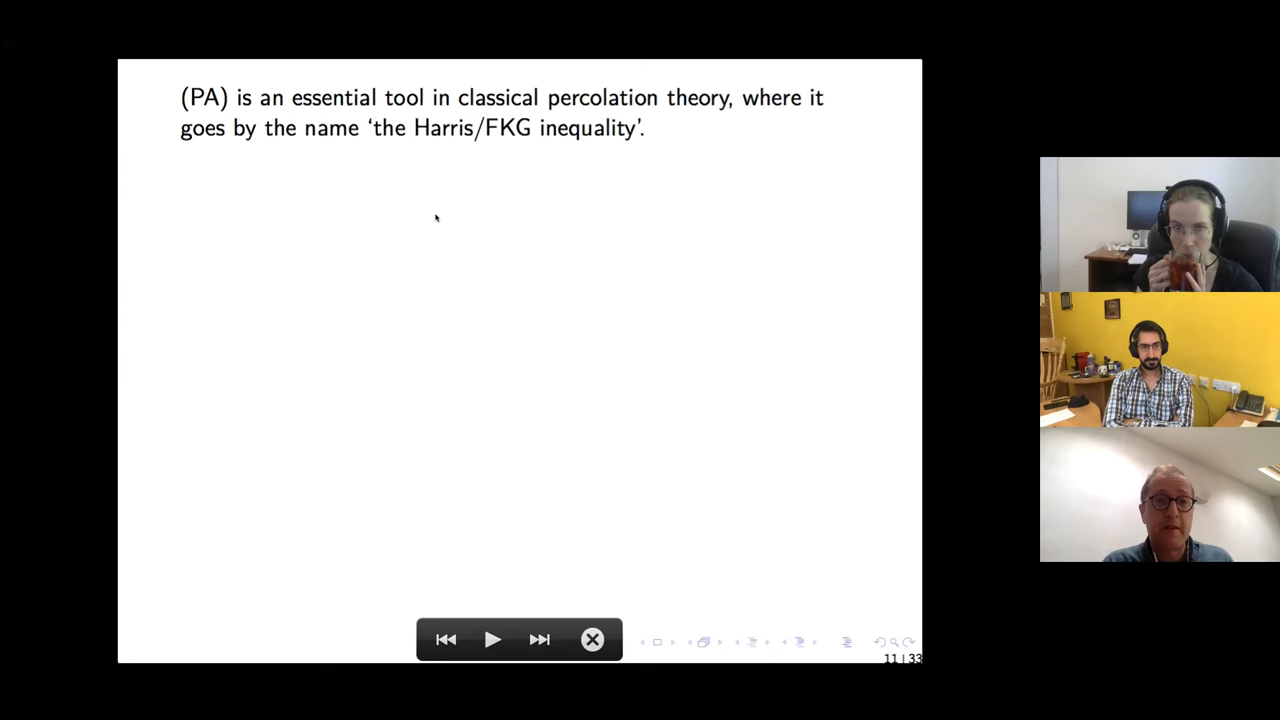 (PA) is an essential tool in classical percolation theory, where it
goes by the name ‘the Harris/FKG inequality’.
11 | 33